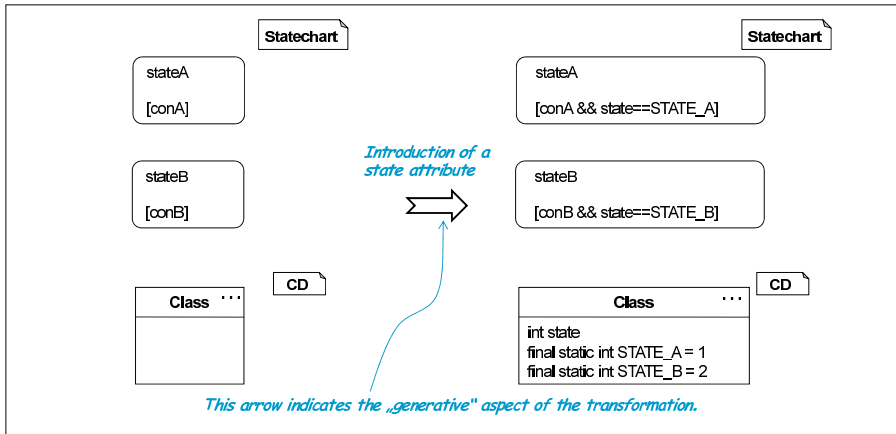 Statechart
stateA
[conA]
stateB
[conB]
CD
Class ...
Introduction of a
state attribute
Statechart
stateA
[conA && state==STATE_A]
stateB
[conB && state==STATE_B]
CD
Class ...
int state
final static int STATE_A = 1
final static int STATE_B = 2
This arrow indicates the „generative“ aspect of the transformation.